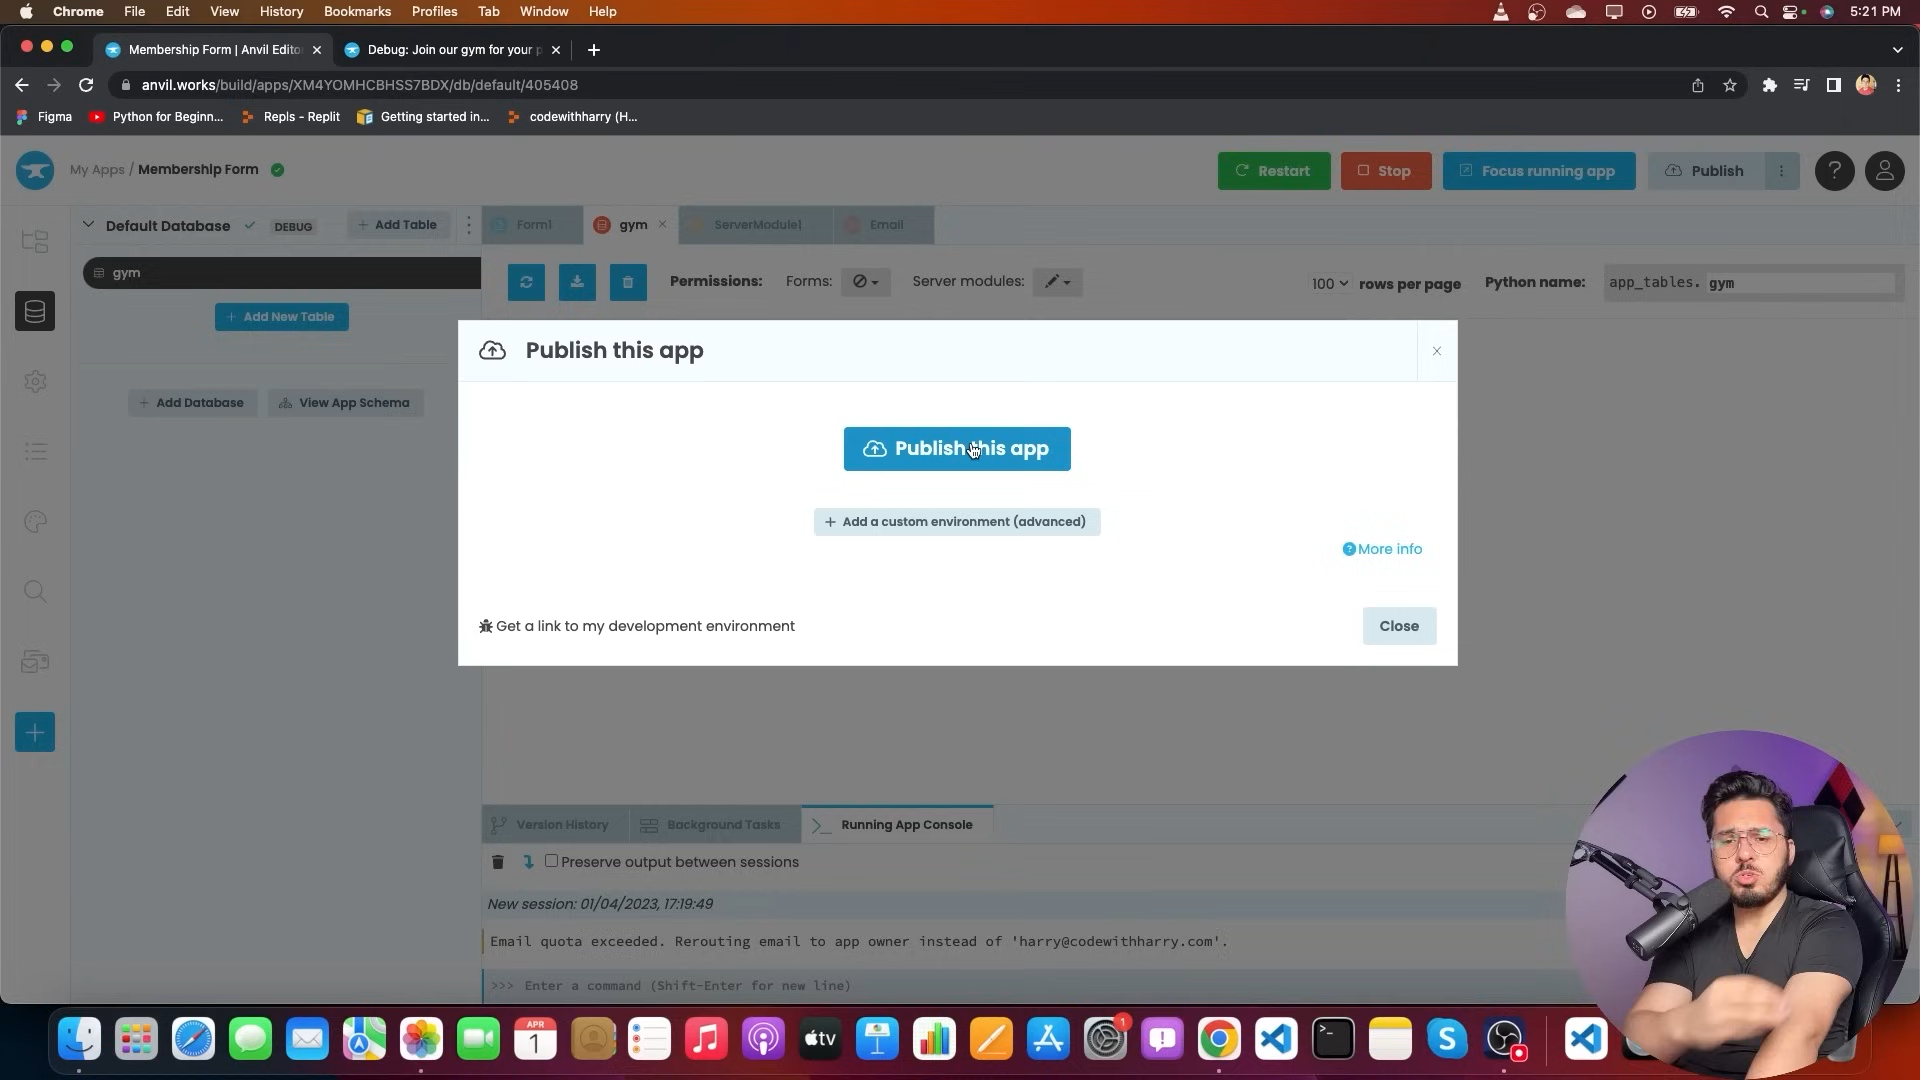 Chrome File Edit View History Bookmarks Profiles Tab Window Help 5:21 PM
Membership Form | Anvil Edito Debug: Join our gym for your p
anvil.works/build/apps/XM4YOMHCBHSS7BDX/db/default/405408
Figma Python for Beginn... Repls - Replit Getting started in... codewithharry (H...
My Apps / Membership Form Restart Stop Focus running app Publish
Default Database DEBUG + Add Table Form1 gym ServerModule1 Email
gym
Permissions: Forms: Server modules: 100 rows per page Python name: app_tables. gym
+ Add New Table
Publish this app
+ Add Database View App Schema
Publish this app
+ Add a custom environment (advanced)
More info
Get a link to my development environment
Close
Version History Background Tasks Running App Console
Preserve output between sessions
New session: 01/04/2023, 17:19:49
Email quota exceeded. Rerouting email to app owner instead of 'harry@codewithharry.com'.
>>> Enter a command (Shift-Enter for new line)
APR
1
tv
1